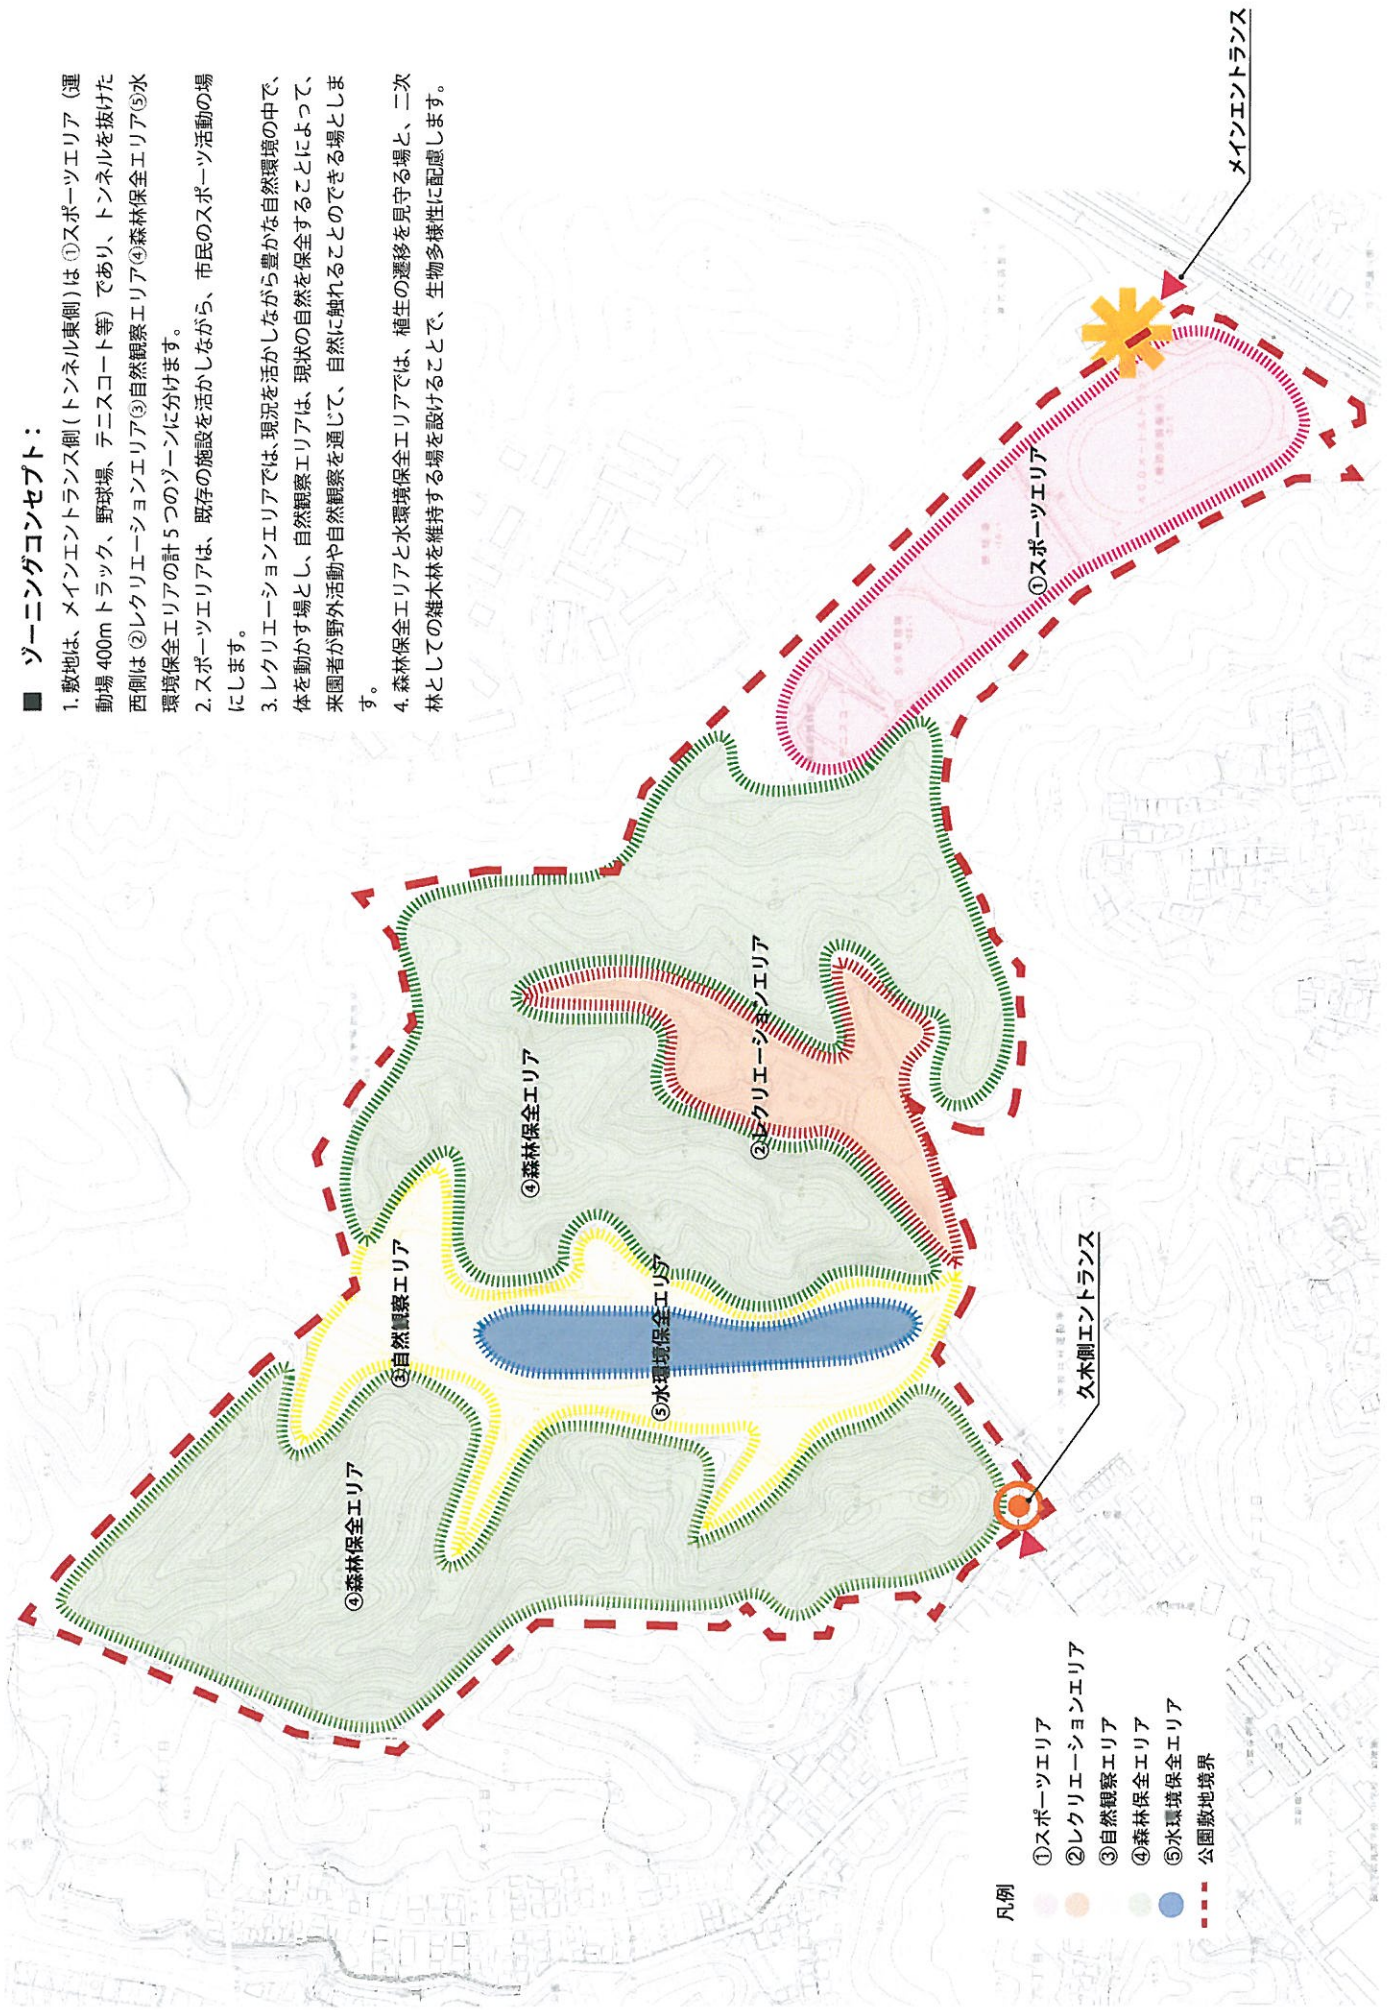 ■ ゾーニングコンセプト：
1. 敷地は、メインエントランス側 ( トンネル東側 ) は ①スポーツエリア（運
動場 400m トラック、野球場、テニスコート等）であり、トンネルを抜けた
西側は ②レクリエーションエリア③自然観察エリア④森林保全エリア⑤水
環境保全エリアの計 5 つのゾーンに分けます。
2. スポーツエリアは、既存の施設を活かしながら、市民のスポーツ活動の場
にします。
3. レクリエーションエリアでは、現況を活かしながら豊かな自然環境の中で、
体を動かす場とし、自然観察エリアは、現状の自然を保全することによって、
来園者が野外活動や自然観察を通じて、自然に触れることのできる場としま
す。
4. 森林保全エリアと水環境保全エリアでは、植生の遷移を見守る場と、二次
林としての雑木林を維持する場を設けることで、生物多様性に配慮します。
④森林保全エリア
③自然観察エリア
④森林保全エリア
⑤水環境保全エリア
②レクリエーションエリア
①スポーツエリア
メインエントランス
久木側エントランス
凡例
①スポーツエリア
②レクリエーションエリア
③自然観察エリア
④森林保全エリア
⑤水環境保全エリア
公園敷地境界